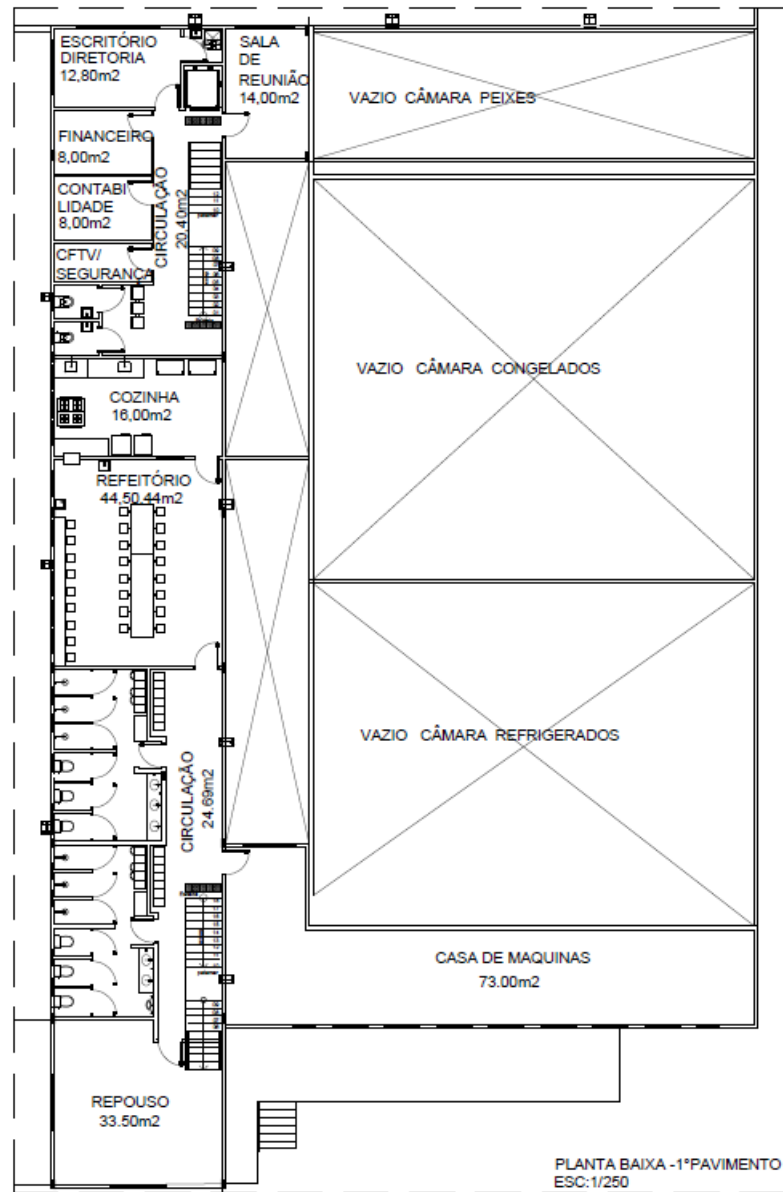 ESCRITÓRIO
DIRETORIA
12,80m2
SALA
DE
REUNIÃO
14,00m2
VAZIO CÂMARA PEIXES
FINANCEIRO
8,00m2
CONTABI
LIDADE
8,00m2
CIRCULAÇÃO
20,40m2
CFTV/
SEGURANÇA
patamar
VAZIO CÂMARA CONGELADOS
COZINHA
16,00m2
REFEITÓRIO
44,50.44m2
VAZIO CÂMARA REFRIGERADOS
CIRCULAÇÃO
24.69m2
patamar
CASA DE MAQUINAS
73.00m2
REPOUSO
33.50m2
PLANTA BAIXA -1ºPAVIMENTO
ESC:1/250